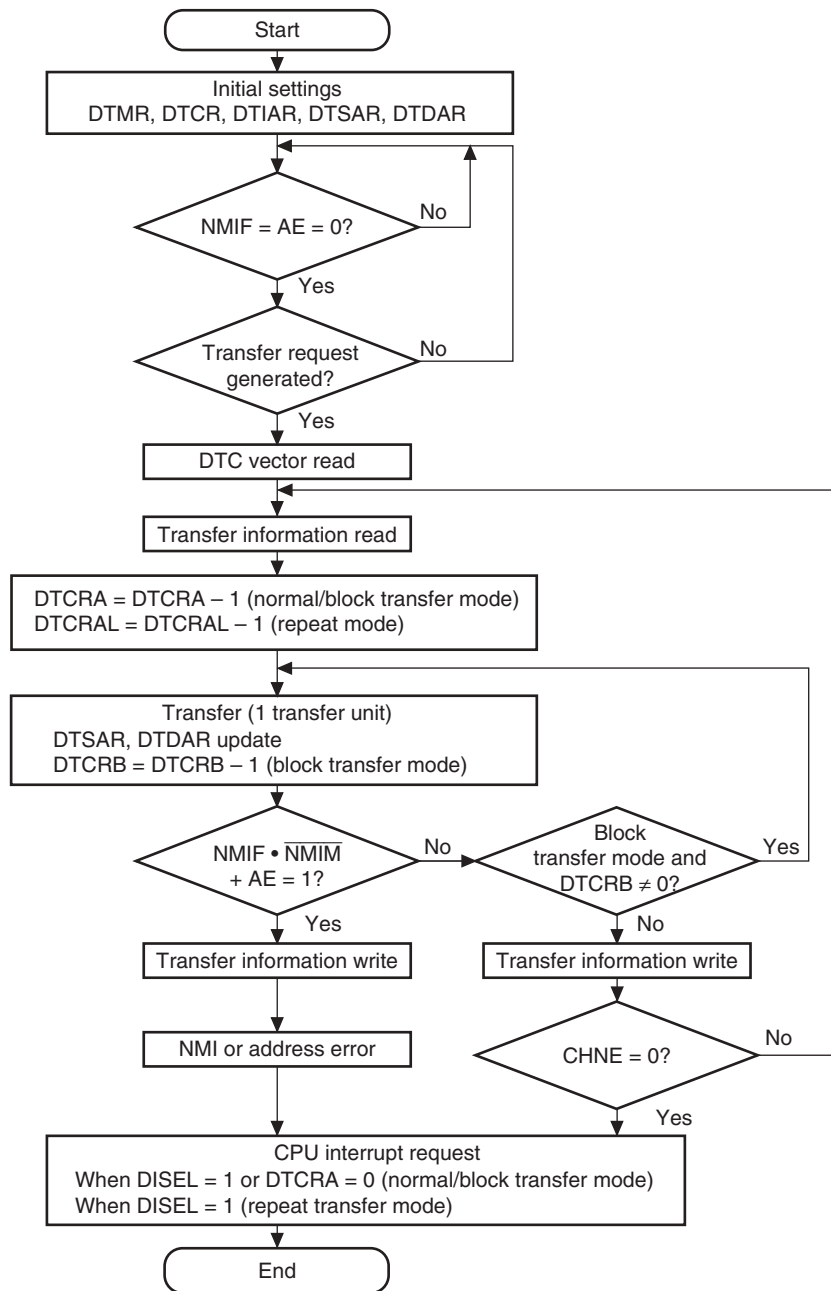 Start
Initial settings
DTMR, DTCR, DTIAR, DTSAR, DTDAR
NMIF = AE = 0?
No
Yes
Transfer request
generated?
No
Yes
DTC vector read
Transfer information read
DTCRA = DTCRA – 1 (normal/block transfer mode)
DTCRAL = DTCRAL – 1 (repeat mode)
Transfer (1 transfer unit)
DTSAR, DTDAR update
DTCRB = DTCRB – 1 (block transfer mode)
NMIF • N̅M̅I̅M̅
+ AE = 1?
No
Yes
Block
transfer mode and
DTCRB ≠ 0?
Yes
No
Transfer information write
Transfer information write
NMI or address error
CHNE = 0?
No
Yes
CPU interrupt request
When DISEL = 1 or DTCRA = 0 (normal/block transfer mode)
When DISEL = 1 (repeat transfer mode)
End